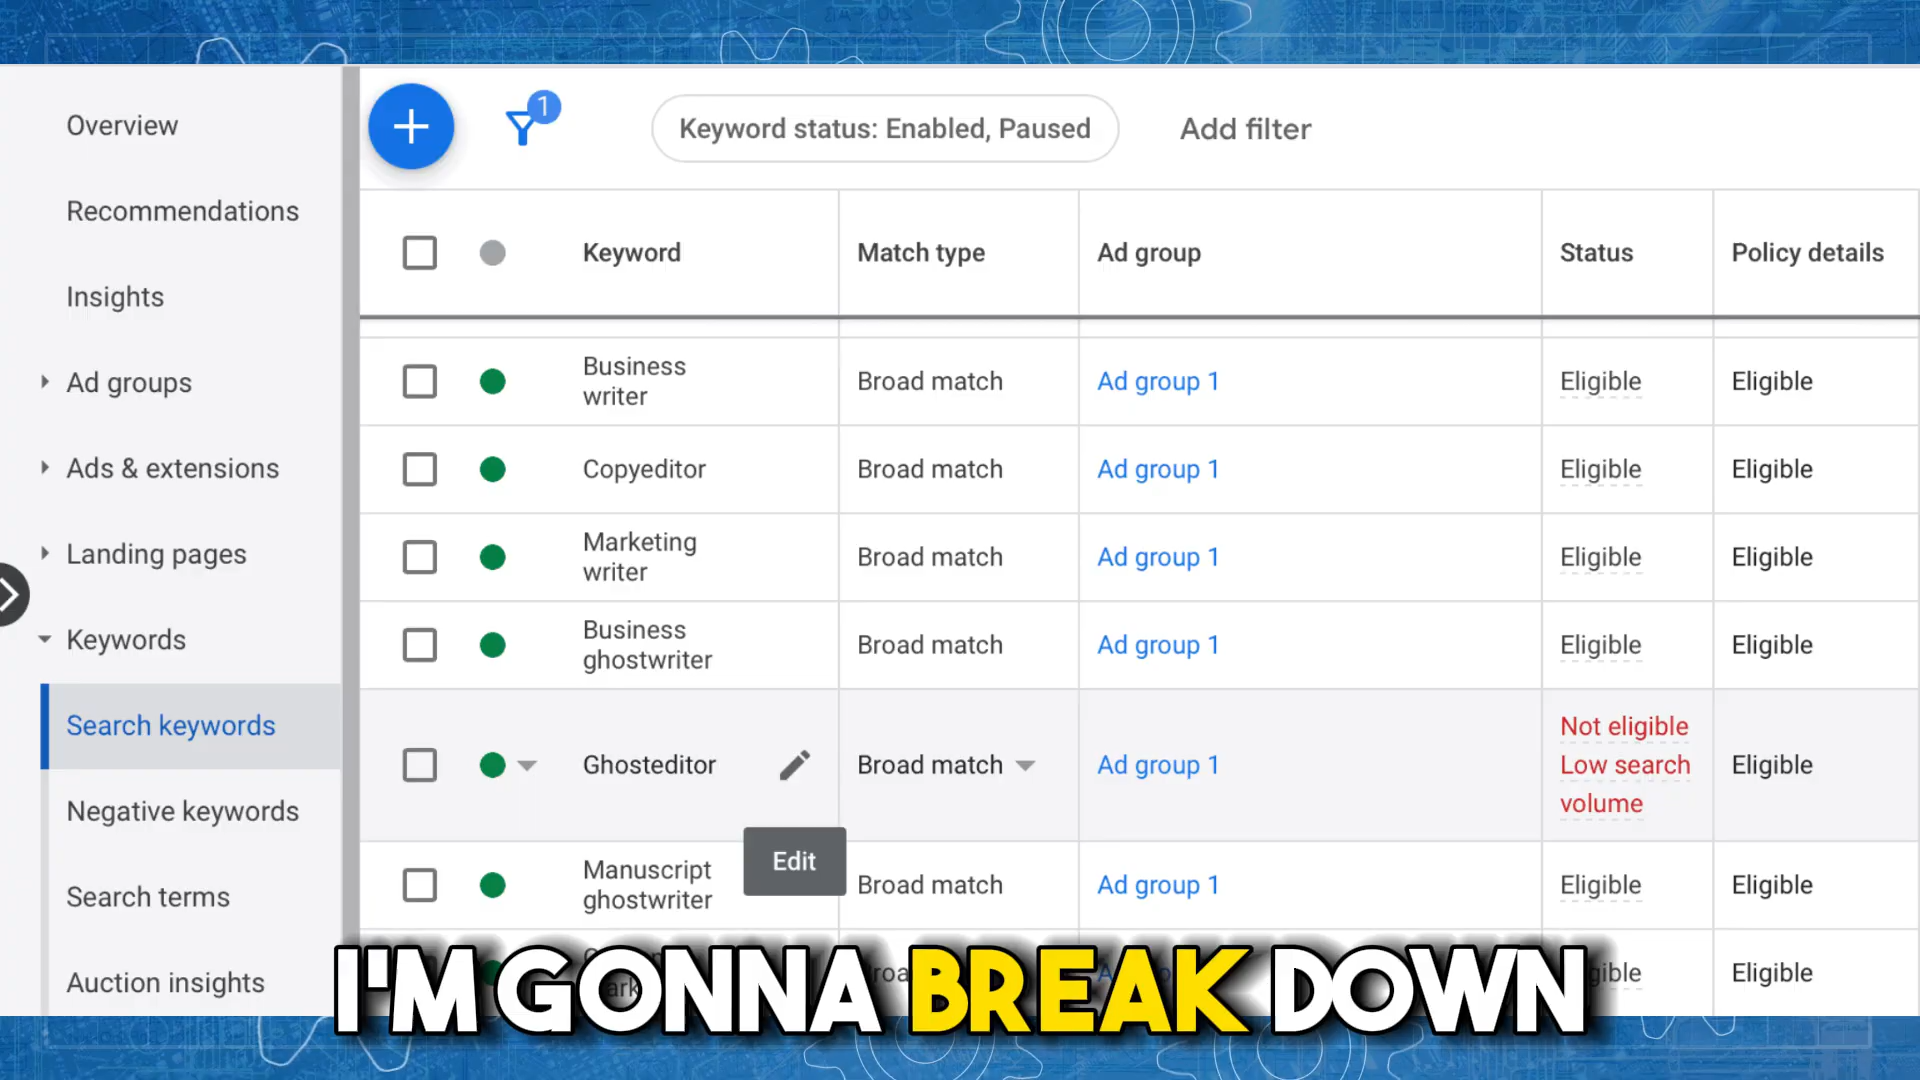 Overview
Recommendations
Insights
Ad groups
Ads & extensions
Landing pages
Keywords
Search keywords
Negative keywords
Search terms
Auction insights
1
Keyword status: Enabled, Paused
Add filter
Keyword Match type Ad group Status Policy details
Business
writer
Broad match Ad group 1 Eligible Eligible
Copyeditor Broad match Ad group 1 Eligible Eligible
Marketing
writer
Broad match Ad group 1 Eligible Eligible
Business
ghostwriter
Broad match Ad group 1 Eligible Eligible
Ghosteditor Broad match Ad group 1
Not eligible
Low search
volume
Eligible
Edit
Manuscript
ghostwriter
Broad match Ad group 1 Eligible Eligible
Eligible
I'M GONNA BREAK DOWN